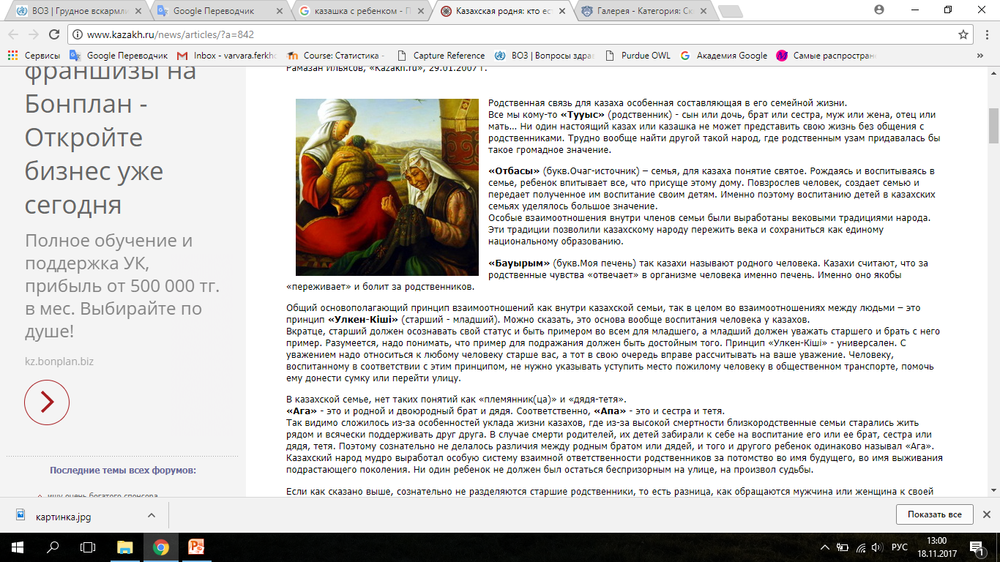 ВОЗ | Грудное вскармли
Google Переводчик
казашка с ребенком - П
Казахская родня: кто ес
Галерея - Категория: Ск
www.kazakh.ru/news/articles/?a=842
Сервисы
Google Переводчик
Inbox - varvara.ferkho
Course: Статистика -
Capture Reference
ВОЗ | Вопросы здрав
Purdue OWL
Академия Google
Самые распростран
»
франшизы на
Бонплан -
Откройте
бизнес уже
сегодня
Полное обучение и
поддержка УК,
прибыль от 500 000 тг.
в мес. Выбирайте по
душе!
kz.bonplan.biz
Последние темы всех форумов:
ищу очень богатого спонсора
Рамазан Ильясов, «Kazakh.ru», 29.01.2007 г.
Родственная связь для казаха особенная составляющая в его семейной жизни.
Все мы кому-то «Тууыс» (родственник) - сын или дочь, брат или сестра, муж или жена, отец или
мать... Ни один настоящий казах или казашка не может представить свою жизнь без общения с
родственниками. Трудно вообще найти другой такой народ, где родственным узам придавалась бы
такое громадное значение.
«Отбасы» (букв.Очаг-источник) – семья, для казаха понятие святое. Рождаясь и воспитываясь в
семье, ребенок впитывает все, что присуще этому дому. Повзрослев человек, создает семью и
передает полученное им воспитание своим детям. Именно поэтому воспитанию детей в казахских
семьях уделялось большое значение.
Особые взаимоотношения внутри членов семьи были выработаны вековыми традициями народа.
Эти традиции позволили казахскому народу пережить века и сохраниться как единому
национальному образованию.
«Бауырым» (букв.Моя печень) так казахи называют родного человека. Казахи считают, что за
родственные чувства «отвечает» в организме человека именно печень. Именно оно якобы
«переживает» и болит за родственников.
Общий основополагающий принцип взаимоотношений как внутри казахской семьи, так в целом во взаимоотношениях между людьми – это
принцип «Улкен-Кіші» (старший - младший). Можно сказать, это основа вообще воспитания человека у казахов.
Вкратце, старший должен осознавать свой статус и быть примером во всем для младшего, а младший должен уважать старшего и брать с него
пример. Разумеется, надо понимать, что пример для подражания должен быть достойным того. Принцип «Улкен-Кіші» - универсален. С
уважением надо относиться к любому человеку старше вас, а тот в свою очередь вправе рассчитывать на ваше уважение. Человеку,
воспитанному в соответствии с этим принципом, не нужно указывать уступить место пожилому человеку в общественном транспорте, помочь
ему донести сумку или перейти улицу.
В казахской семье, нет таких понятий как «племянник(ца)» и «дядя-тетя».
«Ага» - это и родной и двоюродный брат и дядя. Соответственно, «Апа» - это и сестра и тетя.
Так видимо сложилось из-за особенностей уклада жизни казахов, где из-за высокой смертности близкородственные семьи старались жить
рядом и всячески поддерживать друг друга. В случае смерти родителей, их детей забирали к себе на воспитание его или ее брат, сестра или
дядя, тетя. Поэтому сознательно не делалось различия между родным братом или дядей, и того и другого ребенок одинаково называл «Ага».
Казахский народ мудро выработал особую систему взаимной ответственности родственников за потомство во имя будущего, во имя выживания
подрастающего поколения. Ни один ребенок не должен был остаться беспризорным на улице, на произвол судьбы.
Если как сказано выше, сознательно не разделяются старшие родственники, то есть разница, как обращаются мужчина или женщина к своей
картинка.jpg
Показать все
РУС
13:00
18.11.2017
1